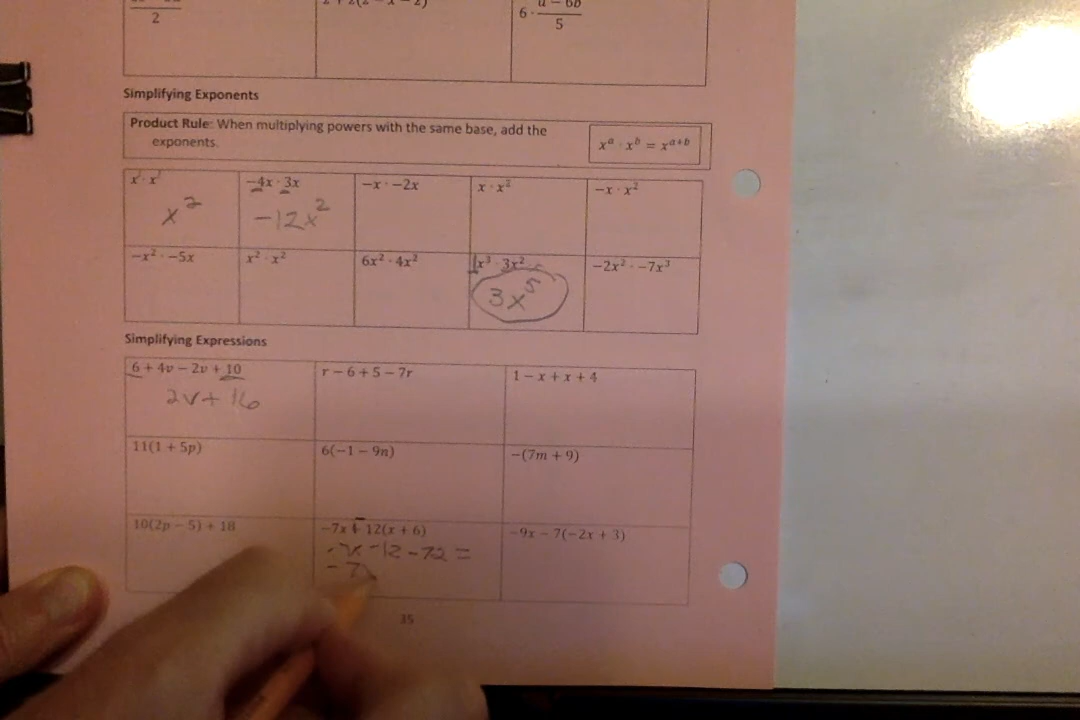 2
6 · a − 6b
5
Simplifying Exponents
Product Rule: When multiplying powers with the same base, add the
exponents.
xᵃ · xᵇ = xᵃ⁺ᵇ
x · x
−4x · 3x
−x · −2x
x · x²
−x · x²
x²
−12x²
−x² · −5x
x² · x²
6x² · 4x²
x³ · 3x²
−2x² · −7x³
3x⁵
Simplifying Expressions
6 + 4v − 2v + 10
r − 6 + 5 − 7r
1 − x + x + 4
2v + 16
11(1 + 5p)
6(−1 − 9n)
−(7m + 9)
10(2p − 5) + 18
−7x − 12(x + 6)
−9x − 7(−2x + 3)
−7x −12 −72 =
−7x
35